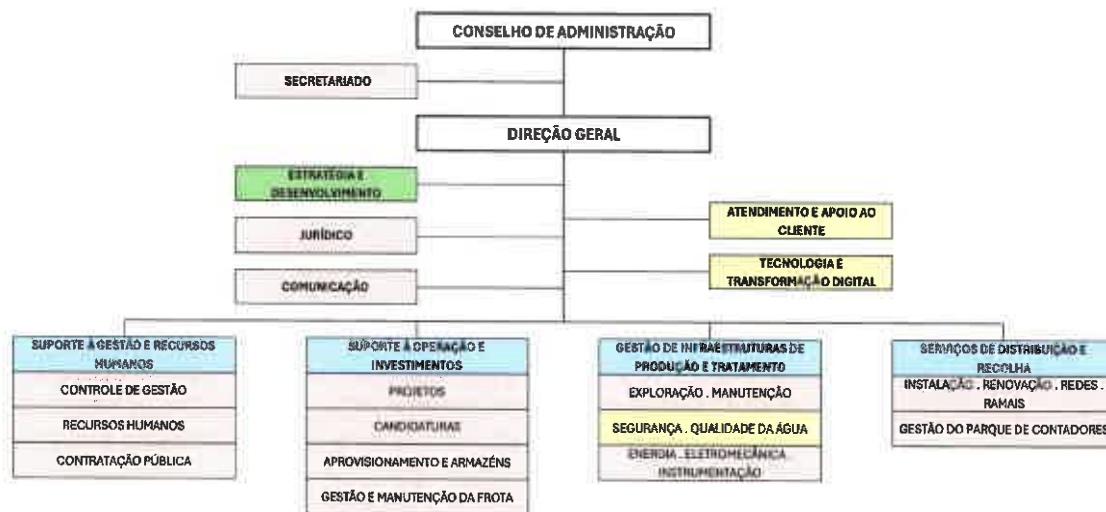 CONSELHO DE ADMINISTRAÇÃO
SECRETARIADO
DIREÇÃO GERAL
ESTRATÉGIA E
DESENVOLVIMENTO
ATENDIMENTO E APOIO AO
CLIENTE
JURÍDICO
TECNOLOGIA E
TRANSFORMAÇÃO DIGITAL
COMUNICAÇÃO
SUPORTE À GESTÃO E RECURSOS
HUMANOS
CONTROLE DE GESTÃO
RECURSOS HUMANOS
CONTRATAÇÃO PÚBLICA
SUPORTE À OPERAÇÃO E
INVESTIMENTOS
PROJETOS
CANDIDATURAS
APROVISIONAMENTO E ARMAZÉNS
GESTÃO E MANUTENÇÃO DA FROTA
GESTÃO DE INFRAESTRUTURAS DE
PRODUÇÃO E TRATAMENTO
EXPLORAÇÃO . MANUTENÇÃO
SEGURANÇA . QUALIDADE DA ÁGUA
ENERGIA . ELETROMECÂNICA
INSTRUMENTAÇÃO
SERVIÇOS DE DISTRIBUIÇÃO E
RECOLHA
INSTALAÇÃO . RENOVAÇÃO . REDES .
RAMAIS
GESTÃO DO PARQUE DE CONTADORES